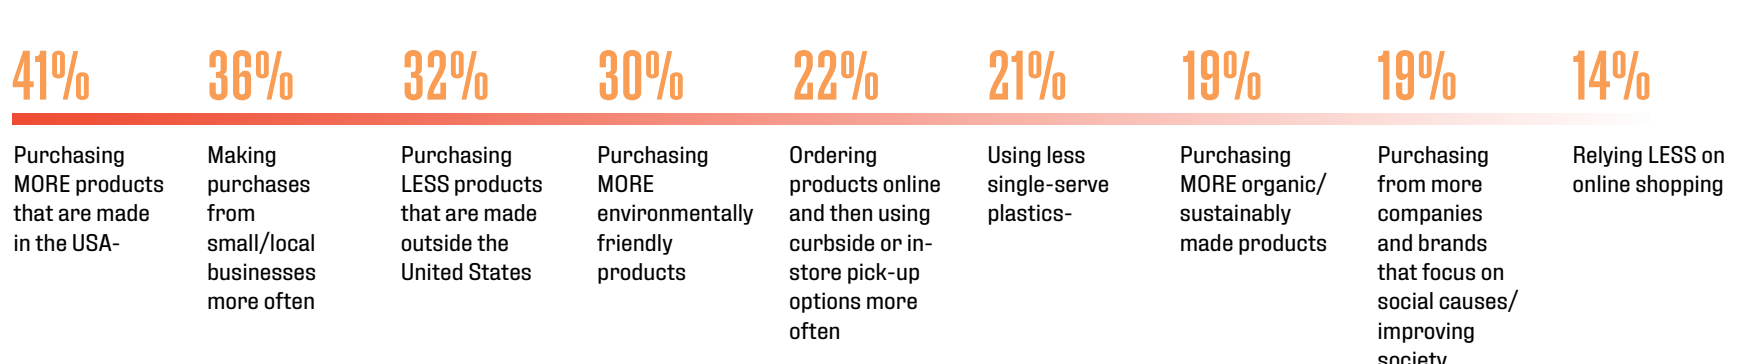 41%
Purchasing
MORE products
that are made
in the USA-
36%
Making
purchases
from
small/local
businesses
more often
32%
Purchasing
LESS products
that are made
outside the
United States
30%
Purchasing
MORE
environmentally
friendly
products
22%
Ordering
products online
and then using
curbside or in-
store pick-up
options more
often
21%
Using less
single-serve
plastics-
19%
Purchasing
MORE organic/
sustainably
made products
19%
Purchasing
from more
companies
and brands
that focus on
social causes/
improving
society
14%
Relying LESS on
online shopping